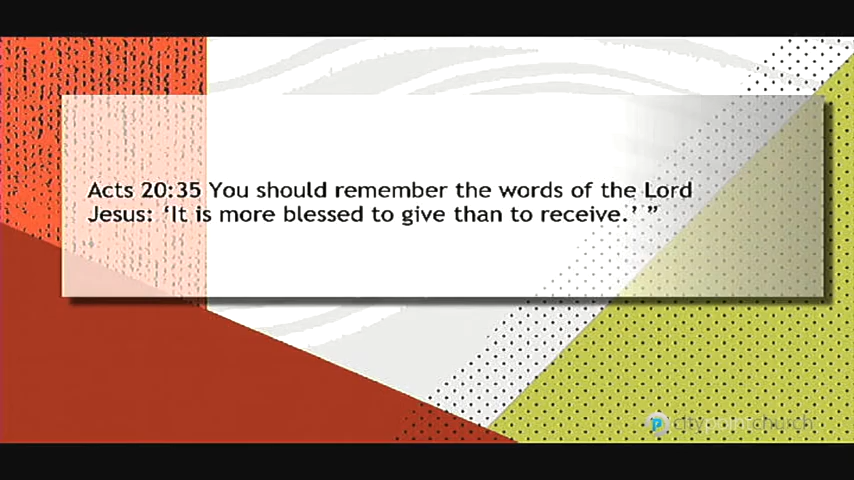 Acts 20:35 You should remember the words of the Lord
Jesus: ‘It is more blessed to give than to receive.’ ”
citypointchurch